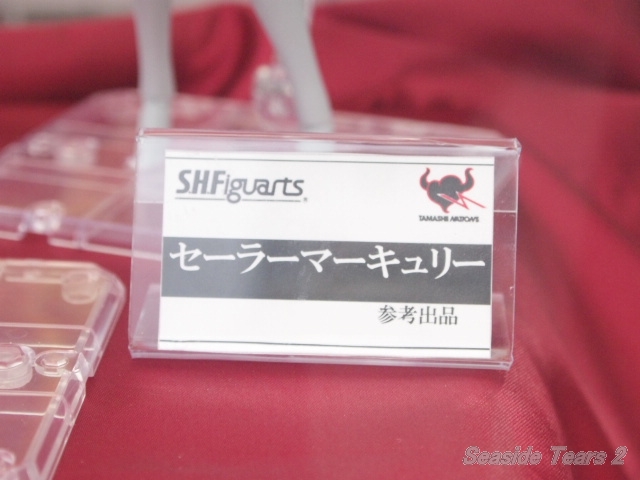 S.H.Figuarts
TAMASHII NATIONS
セーラーマーキュリー
参考出品
Seaside Tears 2